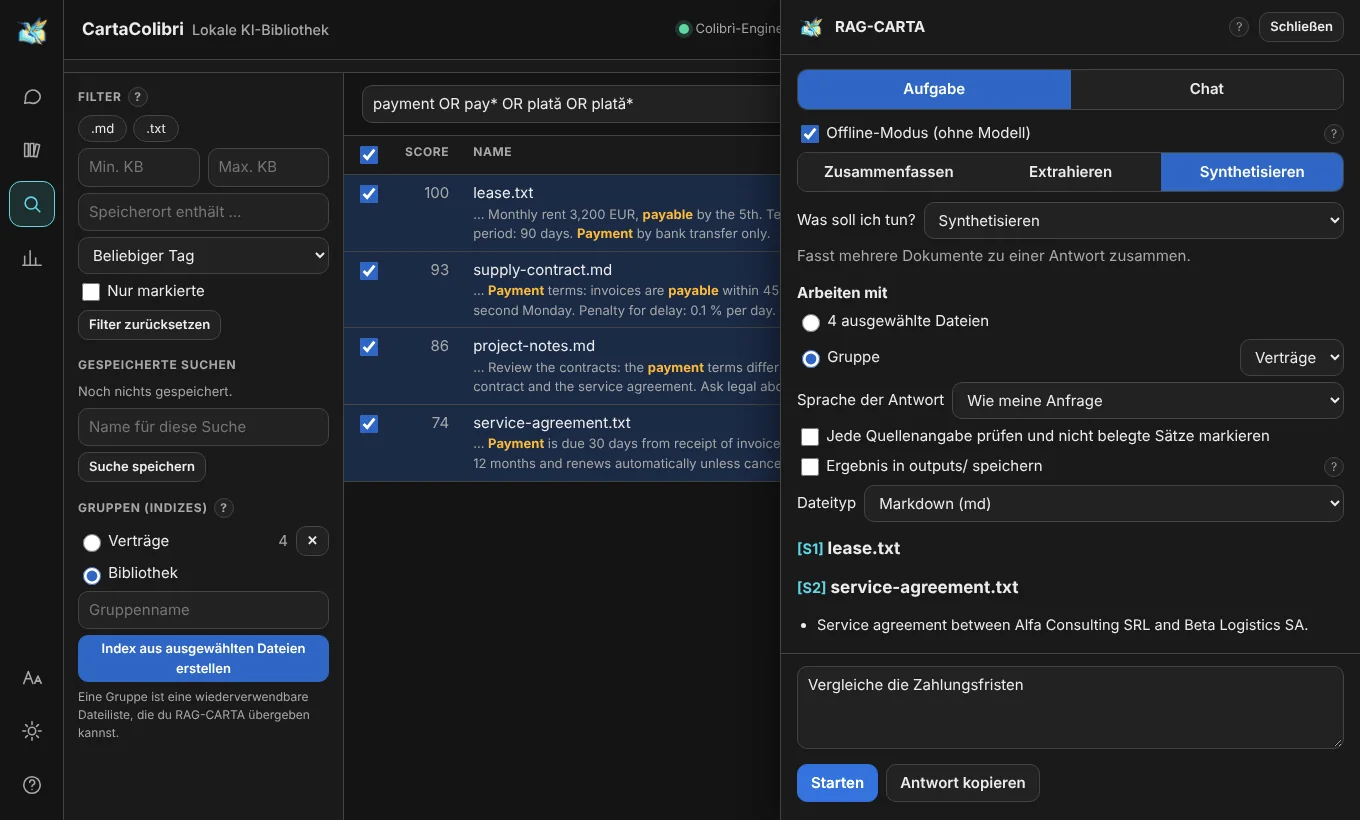 CartaColibri Lokale KI-Bibliothek
Colibrì-Engine
FILTER ?
.md .txt
Min. KB Max. KB
Speicherort enthält ...
Beliebiger Tag
Nur markierte
Filter zurücksetzen
GESPEICHERTE SUCHEN
Noch nichts gespeichert.
Name für diese Suche
Suche speichern
GRUPPEN (INDIZES) ?
Verträge 4 ✕
Bibliothek
Gruppenname
Index aus ausgewählten Dateien
erstellen
Eine Gruppe ist eine wiederverwendbare
Dateiliste, die du RAG-CARTA übergeben
kannst.
AA
?
payment OR pay* OR plată OR plată*
SCORE NAME
100 lease.txt
... Monthly rent 3,200 EUR, payable by the 5th. Te
period: 90 days. Payment by bank transfer only.
93 supply-contract.md
... Payment terms: invoices are payable within 45
second Monday. Penalty for delay: 0.1 % per day.
86 project-notes.md
... Review the contracts: the payment terms differ
contract and the service agreement. Ask legal abo
74 service-agreement.txt
... Payment is due 30 days from receipt of invoice
12 months and renews automatically unless cance
RAG-CARTA ? Schließen
Aufgabe Chat
Offline-Modus (ohne Modell) ?
Zusammenfassen Extrahieren Synthetisieren
Was soll ich tun? Synthetisieren
Fasst mehrere Dokumente zu einer Antwort zusammen.
Arbeiten mit
4 ausgewählte Dateien
Gruppe Verträge
Sprache der Antwort Wie meine Anfrage
Jede Quellenangabe prüfen und nicht belegte Sätze markieren
Ergebnis in outputs/ speichern ?
Dateityp Markdown (md)
[S1] lease.txt
[S2] service-agreement.txt
• Service agreement between Alfa Consulting SRL and Beta Logistics SA.
Vergleiche die Zahlungsfristen
Starten Antwort kopieren